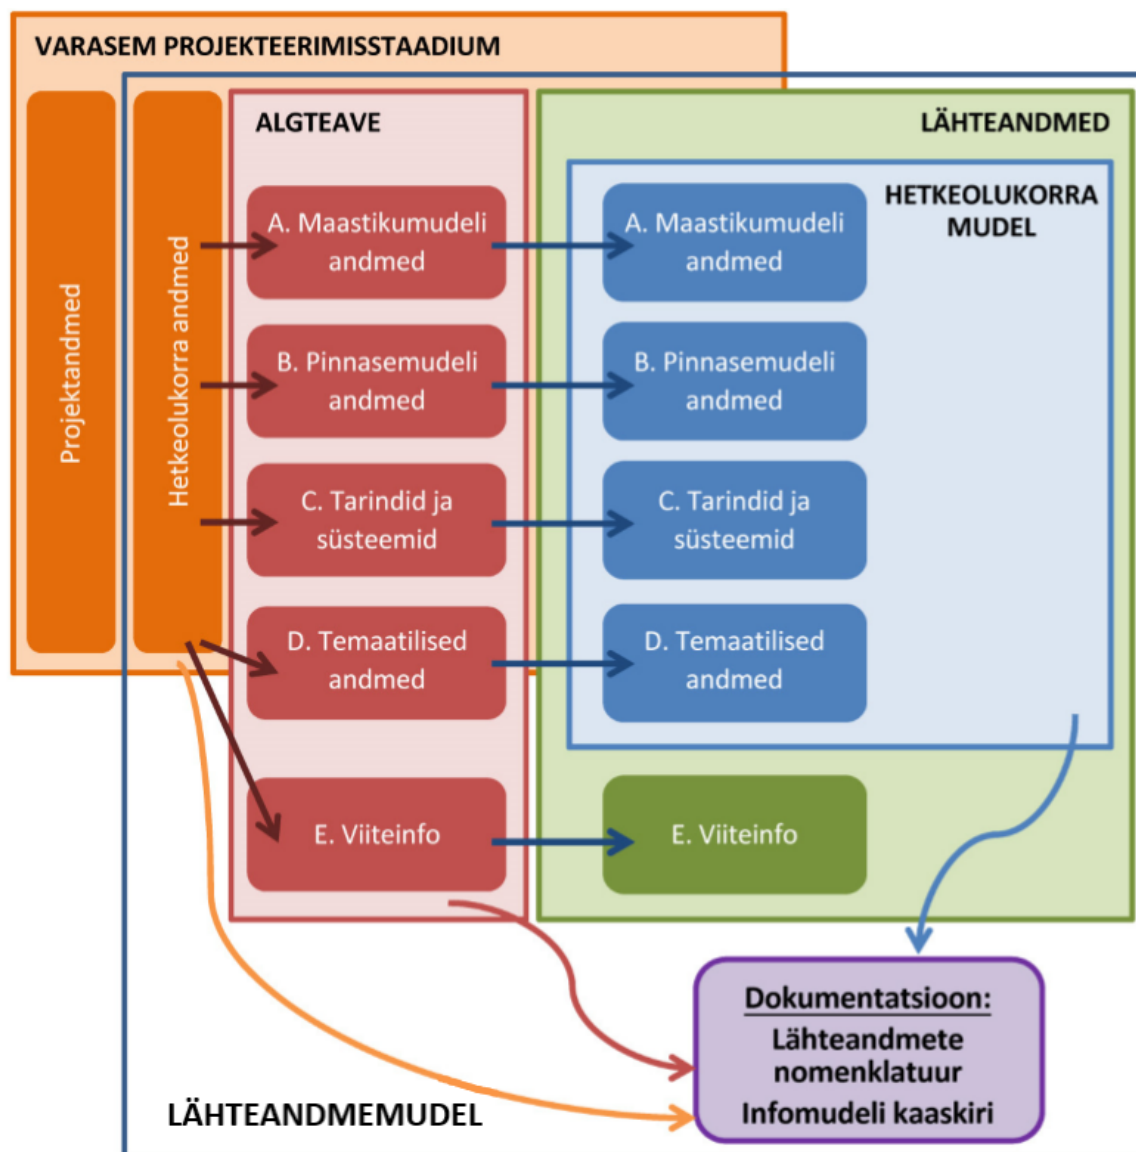 VARASEM PROJEKTEERIMISSTAADIUM
Projektandmed
Hetkeolukorra andmed
ALGTEAVE
A. Maastikumudeli
andmed
B. Pinnasemudeli
andmed
C. Tarindid ja
süsteemid
D. Temaatilised
andmed
E. Viiteinfo
LÄHTEANDMED
HETKEOLUKORRA
MUDEL
A. Maastikumudeli
andmed
B. Pinnasemudeli
andmed
C. Tarindid ja
süsteemid
D. Temaatilised
andmed
E. Viiteinfo
Dokumentatsioon:
Lähteandmete
nomenklatuur
Infomudeli kaaskiri
LÄHTEANDMEMUDEL